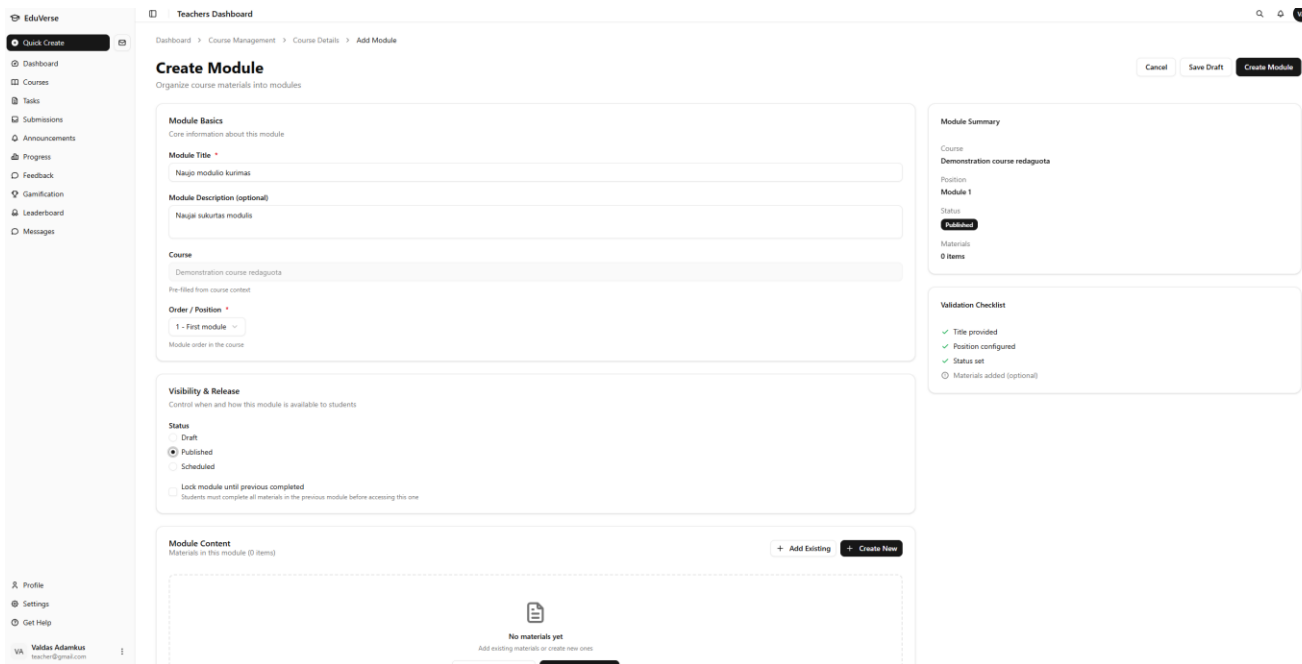 EduVerse
Quick Create
Dashboard
Courses
Tasks
Submissions
Announcements
Progress
Feedback
Gamification
Leaderboard
Messages
Profile
Settings
Get Help
VA
Valdas Adamkus
teacher@gmail.com
Teachers Dashboard
Dashboard > Course Management > Course Details > Add Module
Create Module
Organize course materials into modules
Cancel
Save Draft
Create Module
Module Basics
Core information about this module
Module Title *
Naujo modulio kurimas
Module Description (optional)
Naujai sukurtas modulis
Course
Demonstration course redaguota
Pre-filled from course context
Order / Position *
1 - First module
Module order in the course
Visibility & Release
Control when and how this module is available to students
Status
Draft
Published
Scheduled
Lock module until previous completed
Students must complete all materials in the previous module before accessing this one
Module Content
Materials in this module (0 items)
+ Add Existing
+ Create New
No materials yet
Add existing materials or create new ones
Module Summary
Course
Demonstration course redaguota
Position
Module 1
Status
Published
Materials
0 items
Validation Checklist
Title provided
Position configured
Status set
Materials added (optional)